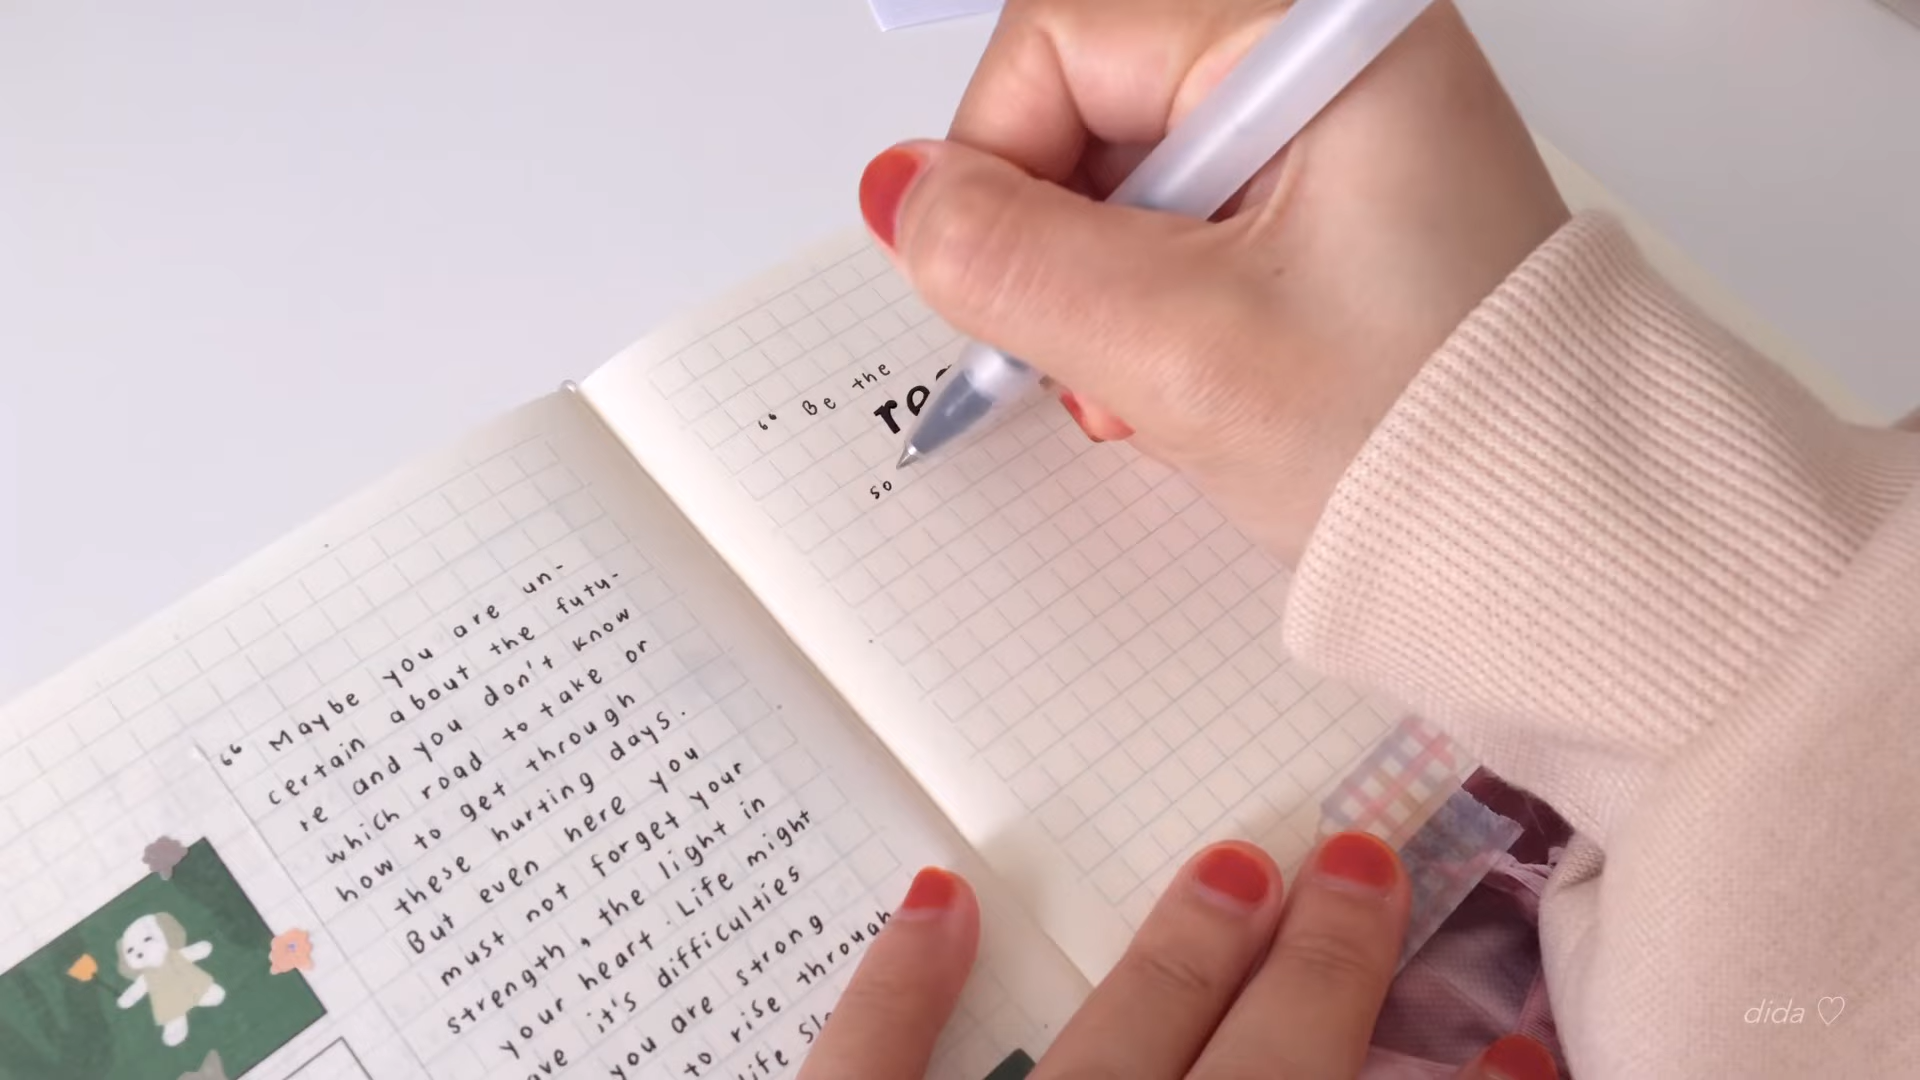 “ Maybe you are un-
certain about the futu-
re and you don't know
which road to take or
how to get through
these hurting days.
But even here you
must not forget your
strength, the light in
your heart. Life might
it's difficulties
you are strong
to rise through
life
“ Be the
so
dida ♡